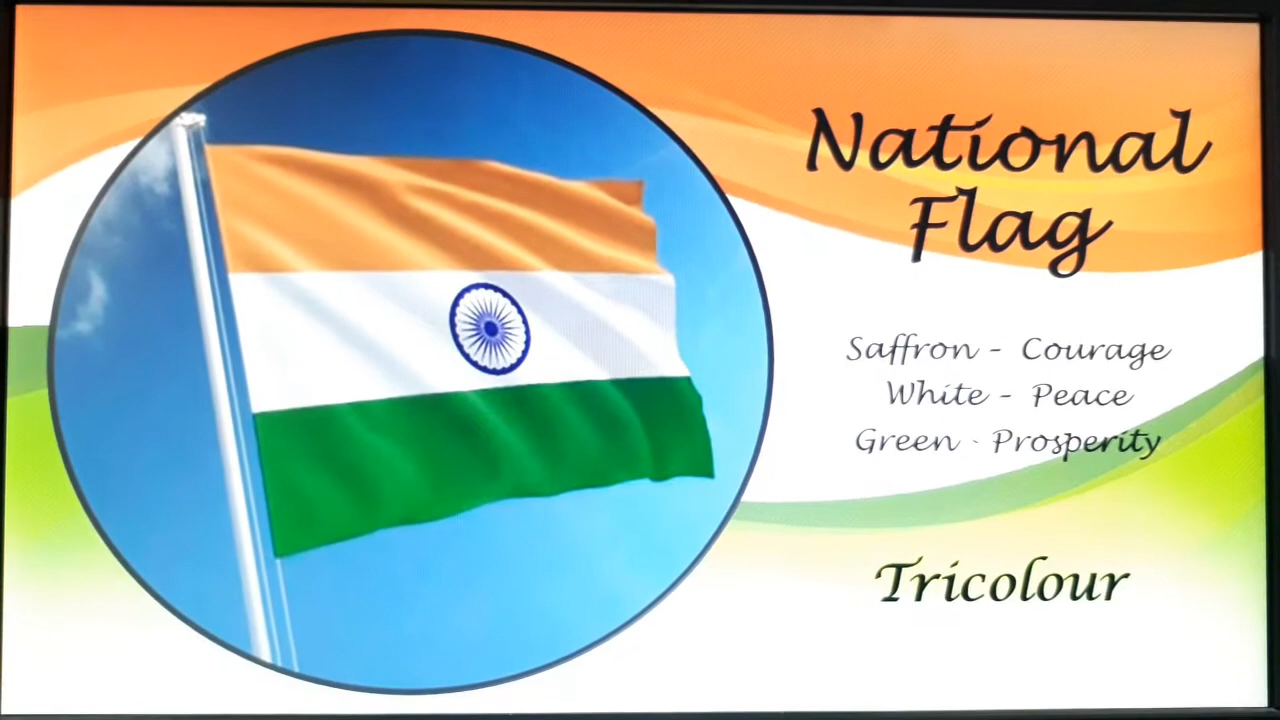 National
Flag
Saffron - Courage
White - Peace
Green - Prosperity
Tricolour